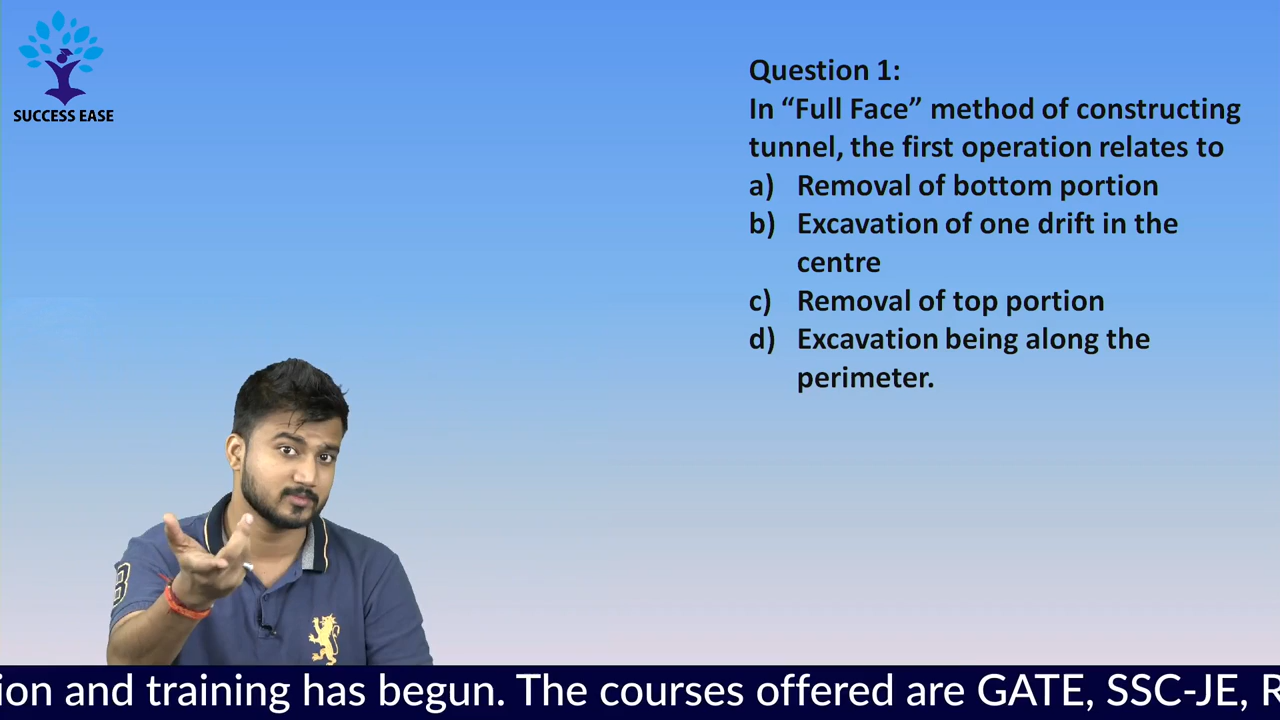 SUCCESS EASE
Question 1:
In “Full Face” method of constructing
tunnel, the first operation relates to
a) Removal of bottom portion
b) Excavation of one drift in the
centre
c) Removal of top portion
d) Excavation being along the
perimeter.
ion and training has begun. The courses offered are GATE, SSC-JE, R